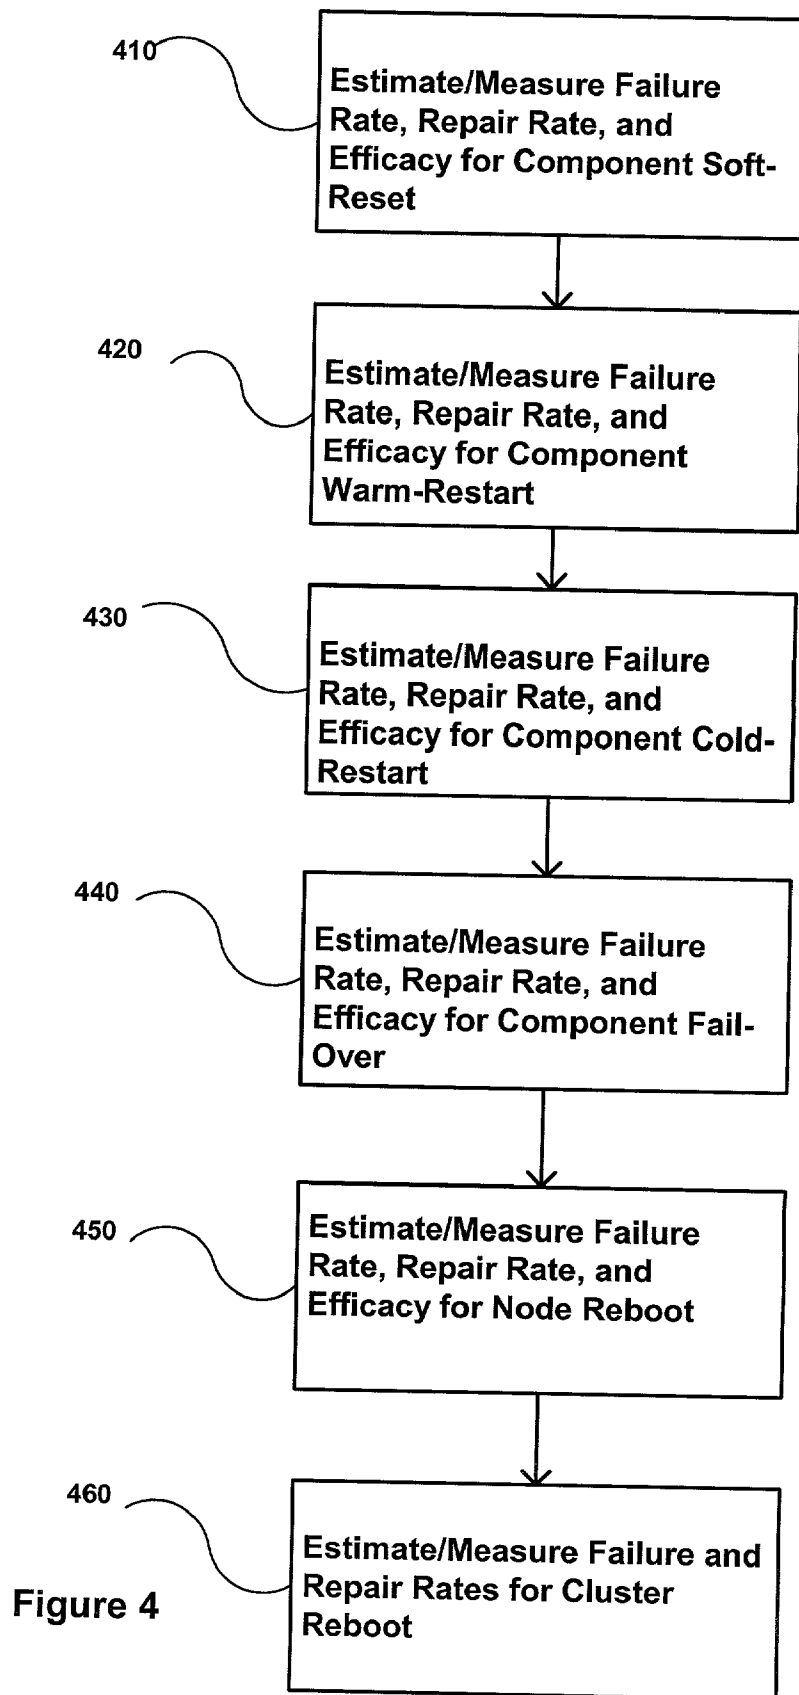 410
Estimate/Measure Failure
Rate, Repair Rate, and
Efficacy for Component Soft-
Reset
420
Estimate/Measure Failure
Rate, Repair Rate, and
Efficacy for Component
Warm-Restart
430
Estimate/Measure Failure
Rate, Repair Rate, and
Efficacy for Component Cold-
Restart
440
Estimate/Measure Failure
Rate, Repair Rate, and
Efficacy for Component Fail-
Over
450
Estimate/Measure Failure
Rate, Repair Rate, and
Efficacy for Node Reboot
460
Estimate/Measure Failure and
Repair Rates for Cluster
Reboot
Figure 4